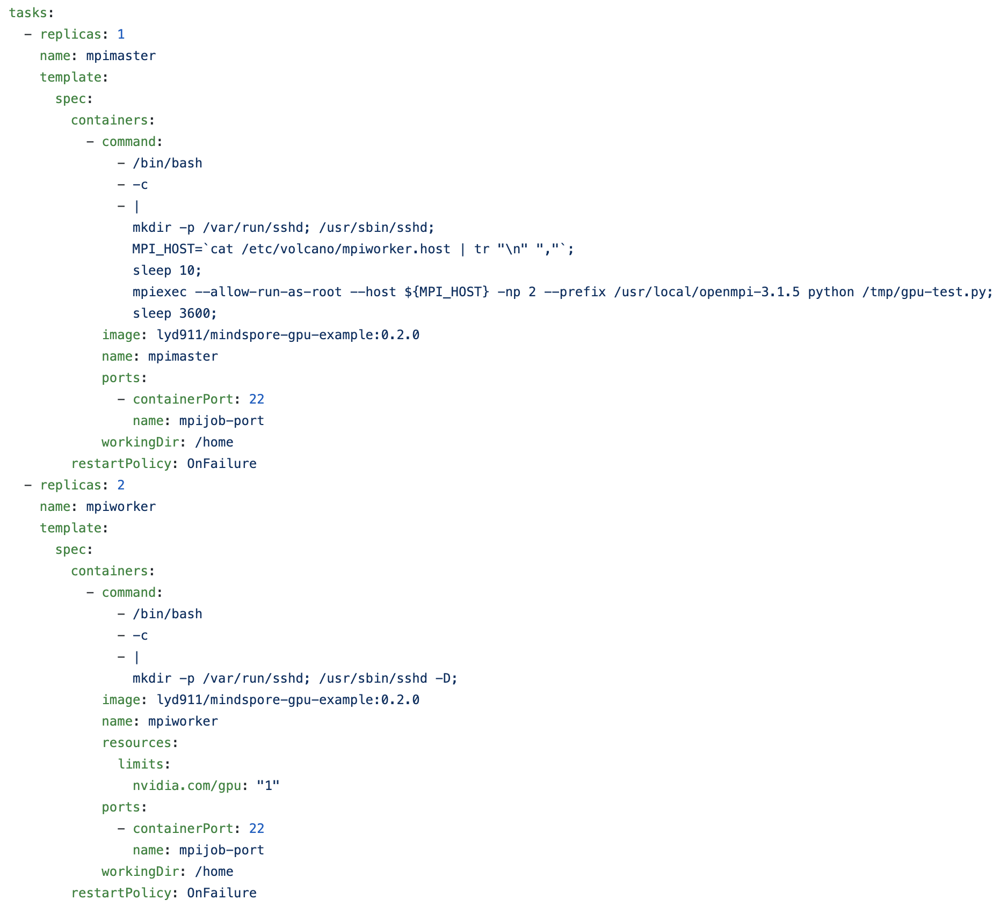 tasks:
  - replicas: 1
    name: mpimaster
    template:
      spec:
        containers:
          - command:
              - /bin/bash
              - -c
              - |
                mkdir -p /var/run/sshd; /usr/sbin/sshd;
                MPI_HOST=`cat /etc/volcano/mpiworker.host | tr "\n" ","`;
                sleep 10;
                mpiexec --allow-run-as-root --host ${MPI_HOST} -np 2 --prefix /usr/local/openmpi-3.1.5 python /tmp/gpu-test.py;
                sleep 3600;
            image: lyd911/mindspore-gpu-example:0.2.0
            name: mpimaster
            ports:
              - containerPort: 22
                name: mpijob-port
            workingDir: /home
        restartPolicy: OnFailure
  - replicas: 2
    name: mpiworker
    template:
      spec:
        containers:
          - command:
              - /bin/bash
              - -c
              - |
                mkdir -p /var/run/sshd; /usr/sbin/sshd -D;
            image: lyd911/mindspore-gpu-example:0.2.0
            name: mpiworker
            resources:
              limits:
                nvidia.com/gpu: "1"
            ports:
              - containerPort: 22
                name: mpijob-port
            workingDir: /home
        restartPolicy: OnFailure